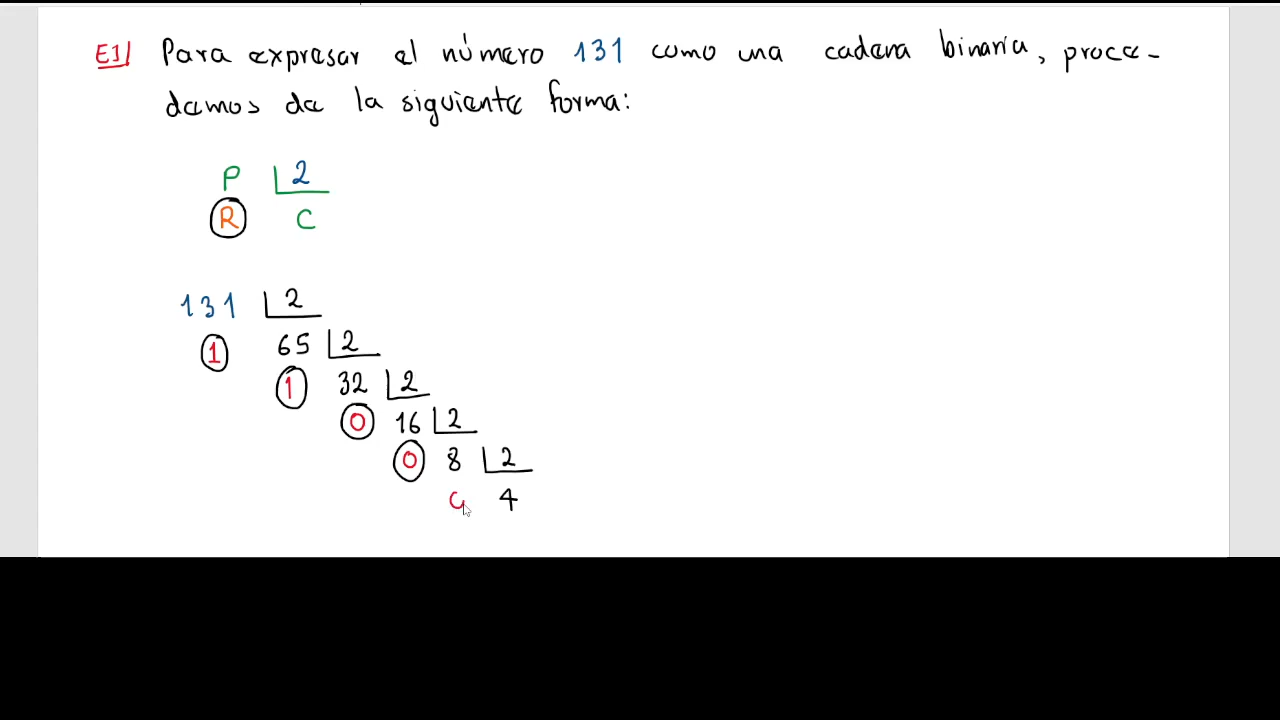 E1/ Para expresar el número 131 como una cadena binaria, proce-
damos de la siguiente forma:
P 2
R C
131 2
1 65 2
1 32 2
0 16 2
0 8 2
4